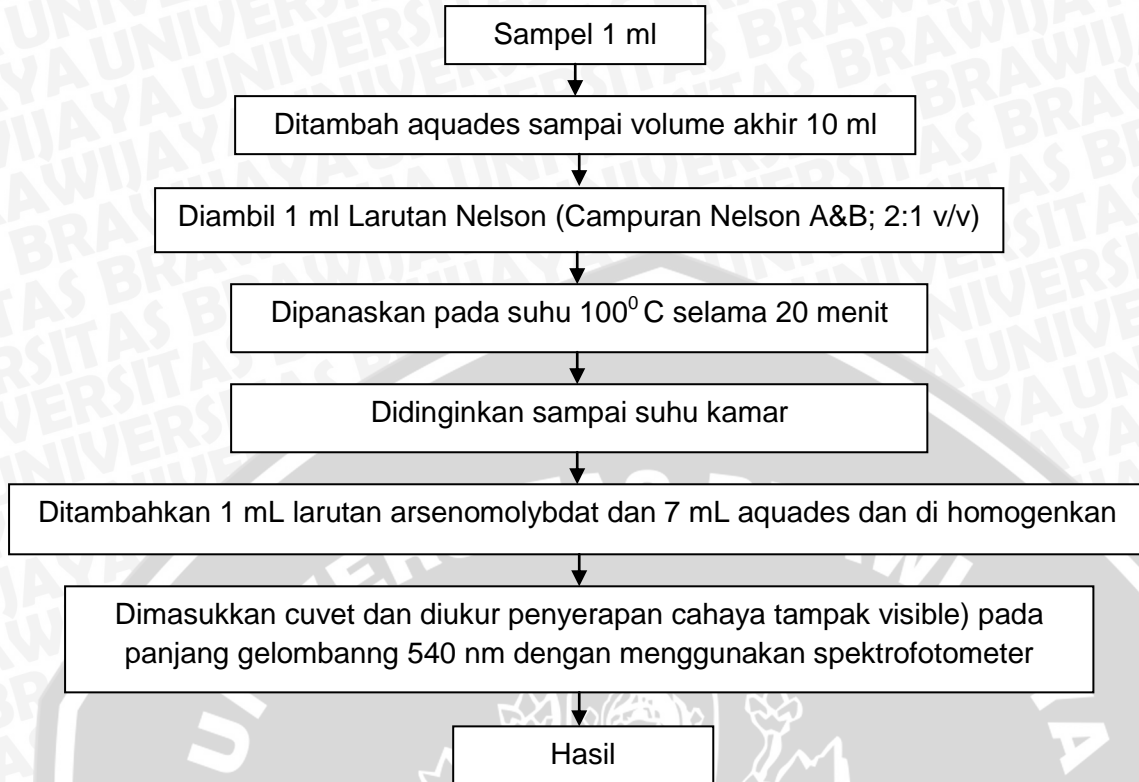 Sampel 1 ml
Ditambah aquades sampai volume akhir 10 ml
Diambil 1 ml Larutan Nelson (Campuran Nelson A&B; 2:1 v/v)
Dipanaskan pada suhu 100⁰ C selama 20 menit
Didinginkan sampai suhu kamar
Ditambahkan 1 mL larutan arsenomolybdat dan 7 mL aquades dan di homogenkan
Dimasukkan cuvet dan diukur penyerapan cahaya tampak visible) pada
panjang gelombanng 540 nm dengan menggunakan spektrofotometer
Hasil